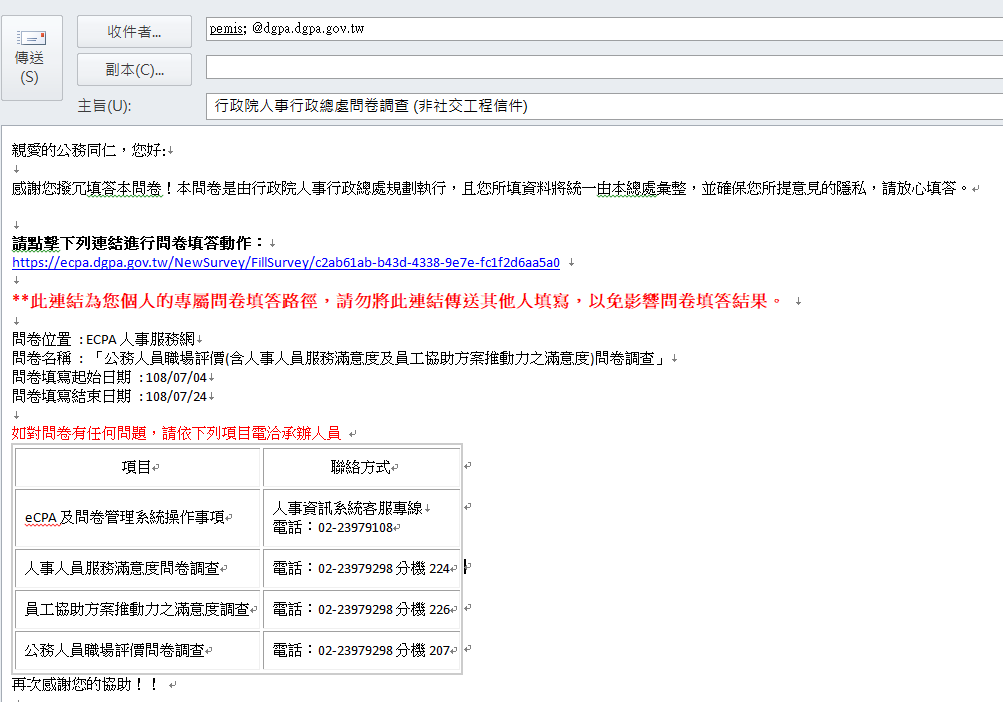 傳送
(S)
收件者...
pemis; @dgpa.dgpa.gov.tw
副本(C)...
主旨(U):
行政院人事行政總處問卷調查 (非社交工程信件)
親愛的公務同仁，您好:
感謝您撥冗填答本問卷！本問卷是由行政院人事行政總處規劃執行，且您所填資料將統一由本總處彙整，並確保您所提意見的隱私，請放心填答。
請點擊下列連結進行問卷填答動作：
https://ecpa.dgpa.gov.tw/NewSurvey/FillSurvey/c2ab61ab-b43d-4338-9e7e-fc1f2d6aa5a0
**此連結為您個人的專屬問卷填答路徑，請勿將此連結傳送其他人填寫，以免影響問卷填答結果。
問卷位置 : ECPA 人事服務網
問卷名稱 : 「公務人員職場評價(含人事人員服務滿意度及員工協助方案推動力之滿意度)問卷調查」
問卷填寫起始日期 : 108/07/04
問卷填寫結束日期 : 108/07/24
如對問卷有任何問題，請依下列項目電洽承辦人員
項目 聯絡方式
eCPA 及問卷管理系統操作事項
人事資訊系統客服專線
電話：02-23979108
人事人員服務滿意度問卷調查 電話：02-23979298 分機 224
員工協助方案推動力之滿意度調查 電話：02-23979298 分機 226
公務人員職場評價問卷調查 電話：02-23979298 分機 207
再次感謝您的協助！！